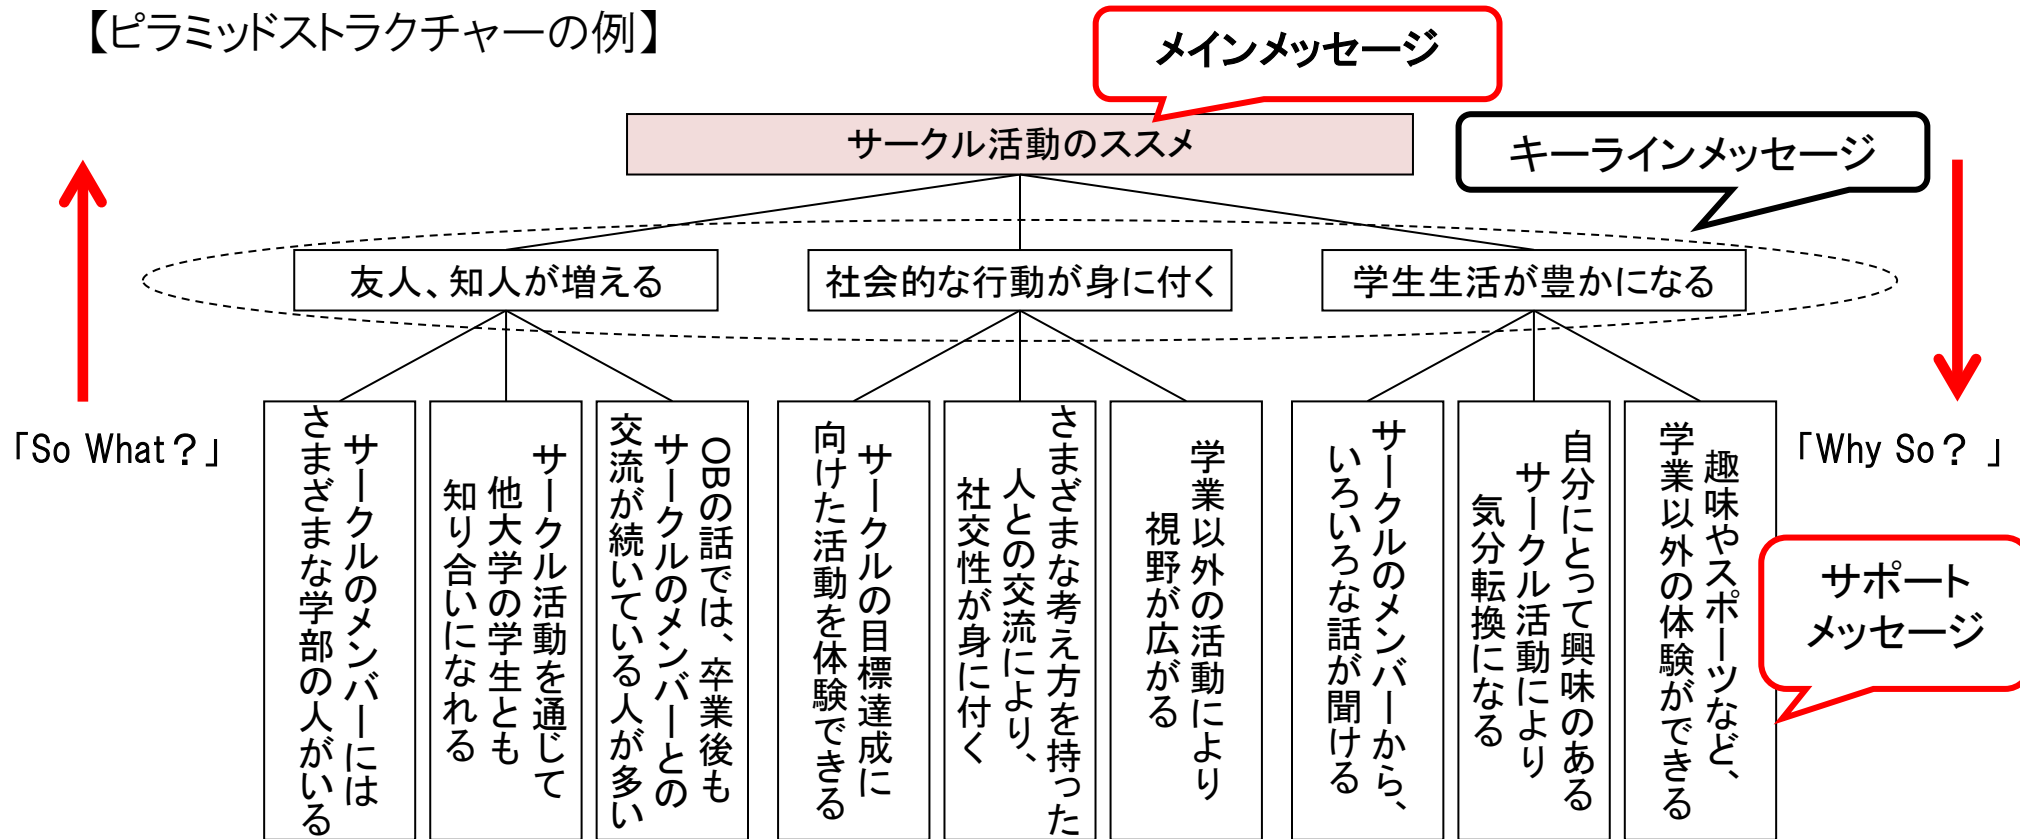 【ピラミッドストラクチャーの例】
メインメッセージ
サークル活動のススメ
キーラインメッセージ
友人、知人が増える
社会的な行動が身に付く
学生生活が豊かになる
「So What？」
「Why So？ 」
サークルのメンバーには
さまざまな学部の人がいる
サークル活動を通じて
他大学の学生とも
知り合いになれる
OBの話では、卒業後も
サークルのメンバーとの
交流が続いている人が多い
サークルの目標達成に
向けた活動を体験できる
さまざまな考え方を持った
人との交流により、
社交性が身に付く
学業以外の活動により
視野が広がる
サークルのメンバーから、
いろいろな話が聞ける
自分にとって興味のある
サークル活動により
気分転換になる
趣味やスポーツなど、
学業以外の体験ができる
サポート
メッセージ